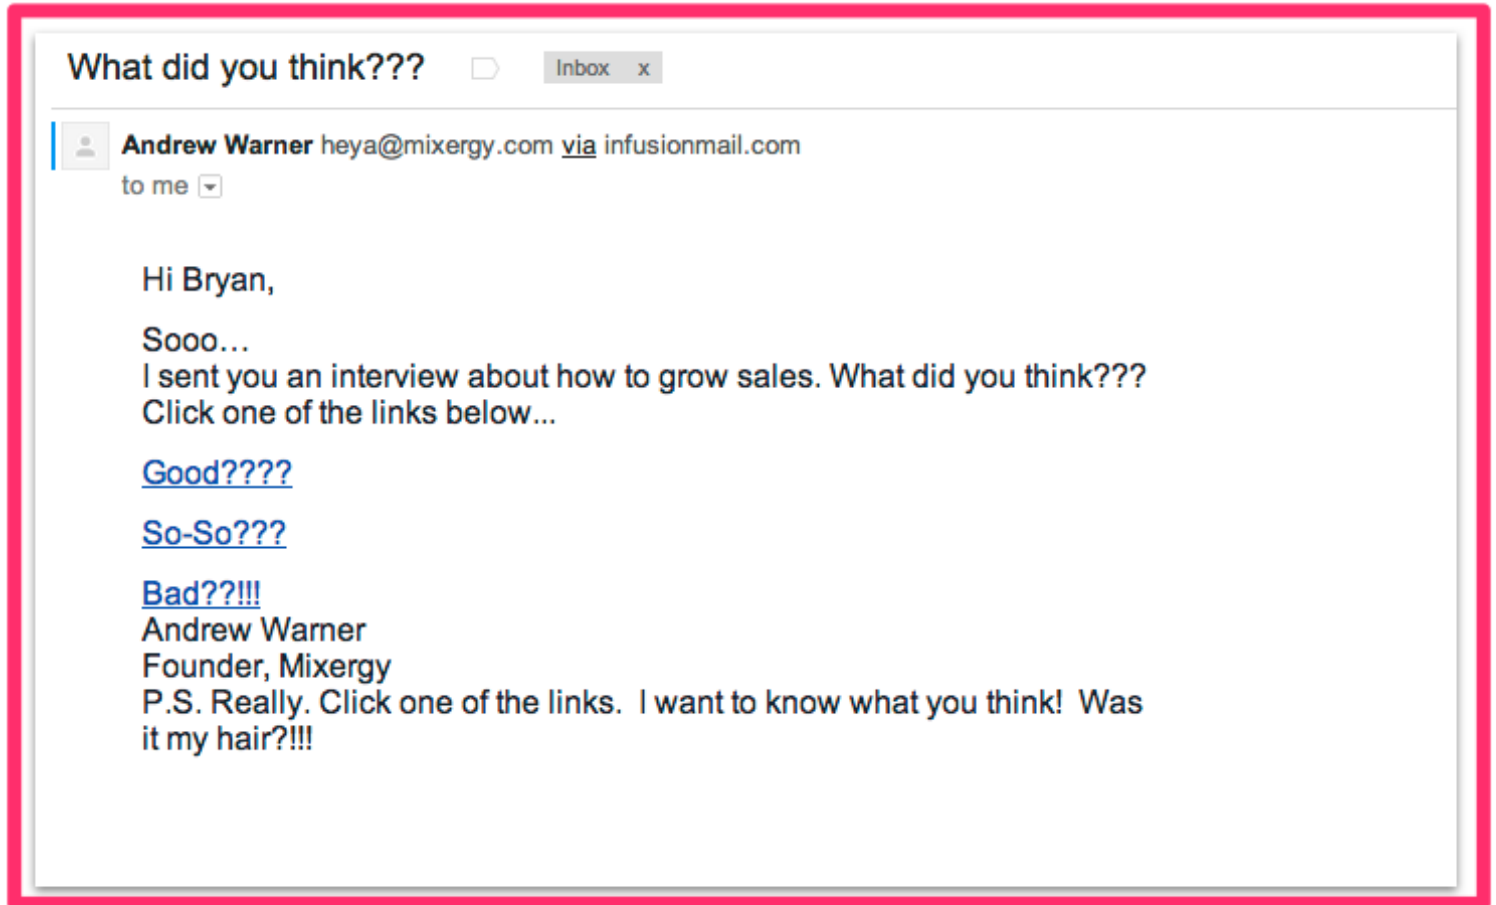 What did you think???
Inbox x
Andrew Warner heya@mixergy.com via infusionmail.com
to me
Hi Bryan,
Sooo...
I sent you an interview about how to grow sales. What did you think???
Click one of the links below...
Good????
So-So???
Bad??!!!
Andrew Warner
Founder, Mixergy
P.S. Really. Click one of the links.  I want to know what you think!  Was
it my hair?!!!